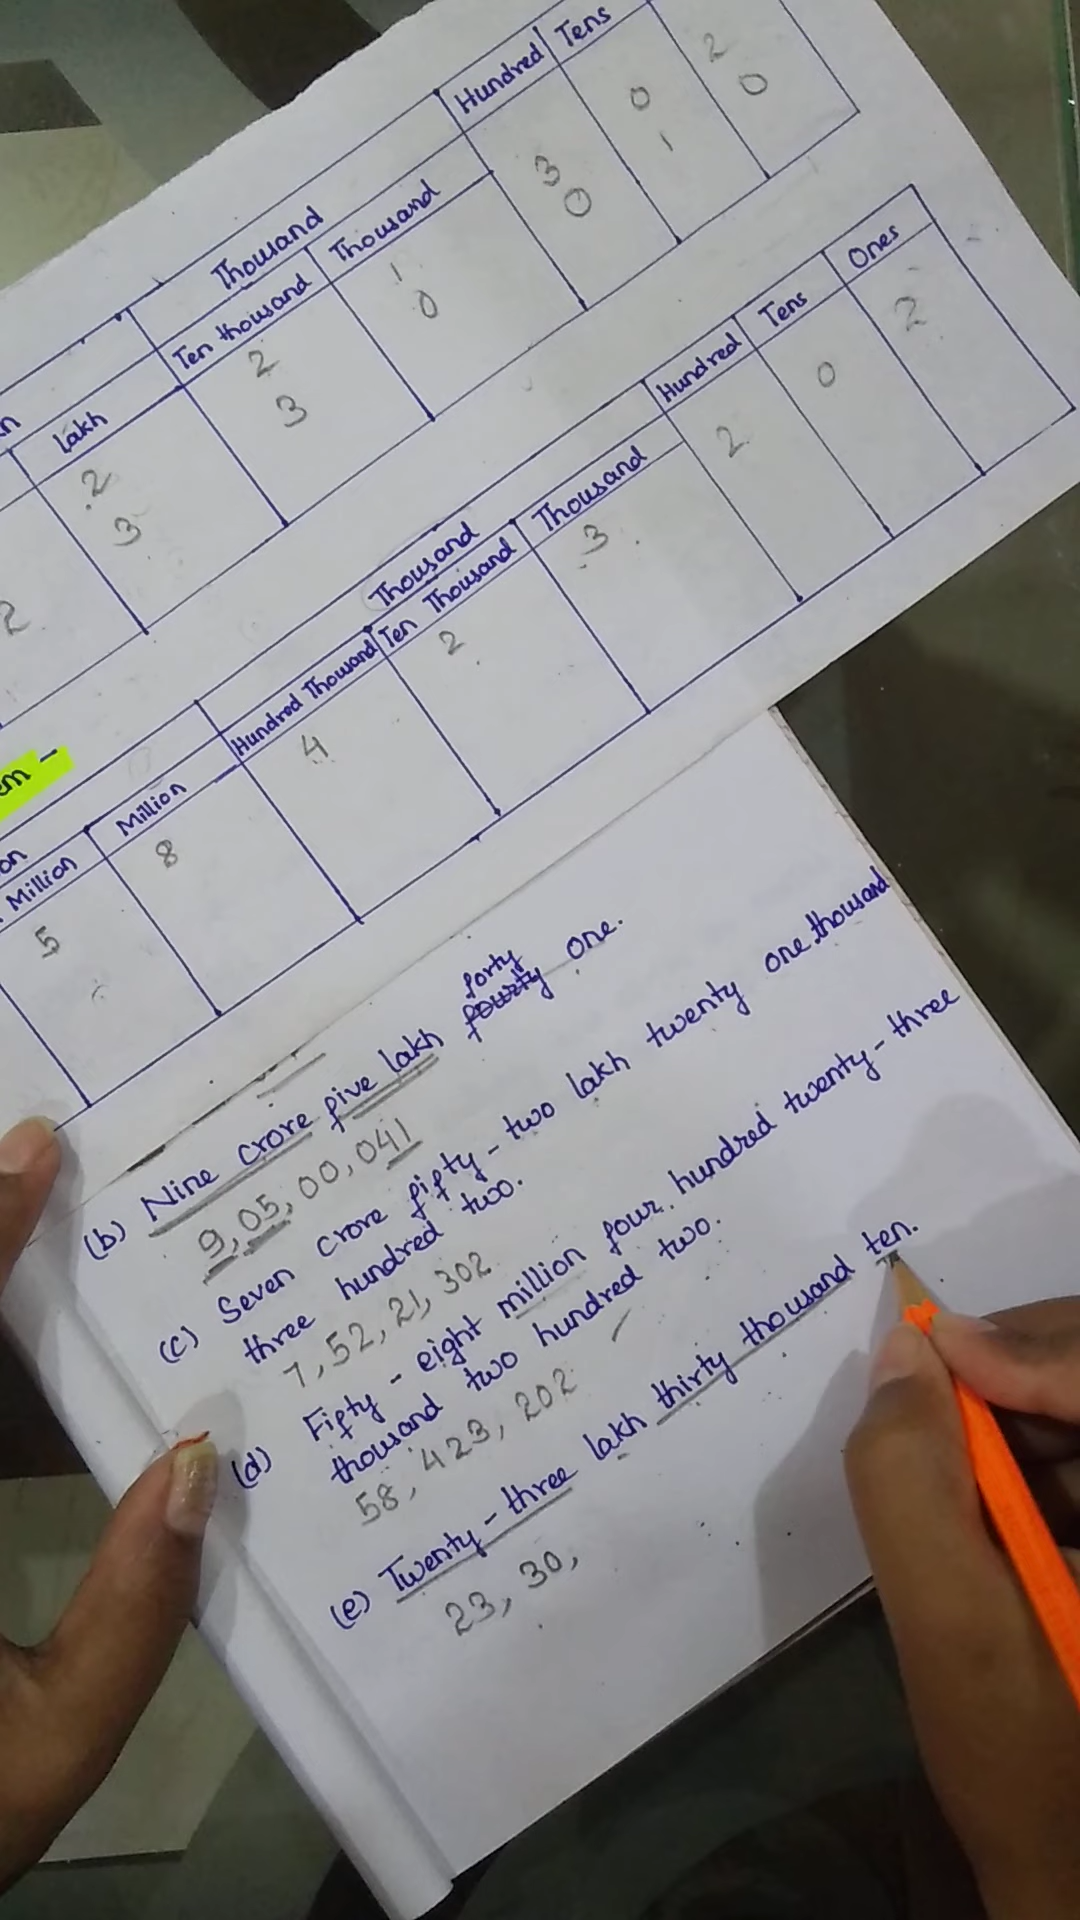 Thousand
Hundred Tens
Lakh Ten thousand Thousand
2 2 1 3 0 2
2 3 3 0 0 1 0
Thousand
Million Million Hundred Thousand Ten Thousand Thousand Hundred Tens Ones
5 8 4 2 3 2 0 2
(b) Nine crore five lakh fourty forty one.
9,05,00,041
(c) Seven crore fifty-two lakh twenty one thousand
three hundred two.
7,52,21,302
(d) Fifty-eight million four hundred twenty-three
thousand two hundred two.
58,423,202
(e) Twenty-three lakh thirty thousand ten.
23,30,